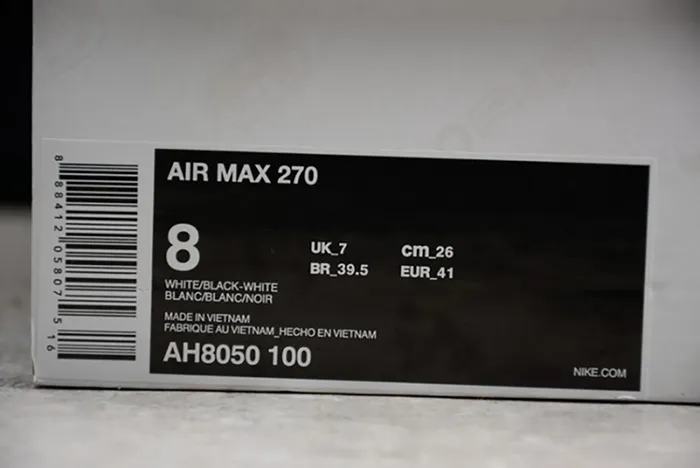 AIR MAX 270
8
UK_7 cm_26
BR_39.5 EUR_41
WHITE/BLACK-WHITE
BLANC/BLANC/NOIR
MADE IN VIETNAM
FABRIQUE AU VIETNAM_HECHO EN VIETNAM
AH8050 100
NIKE.COM
8 88412 05807 5 16